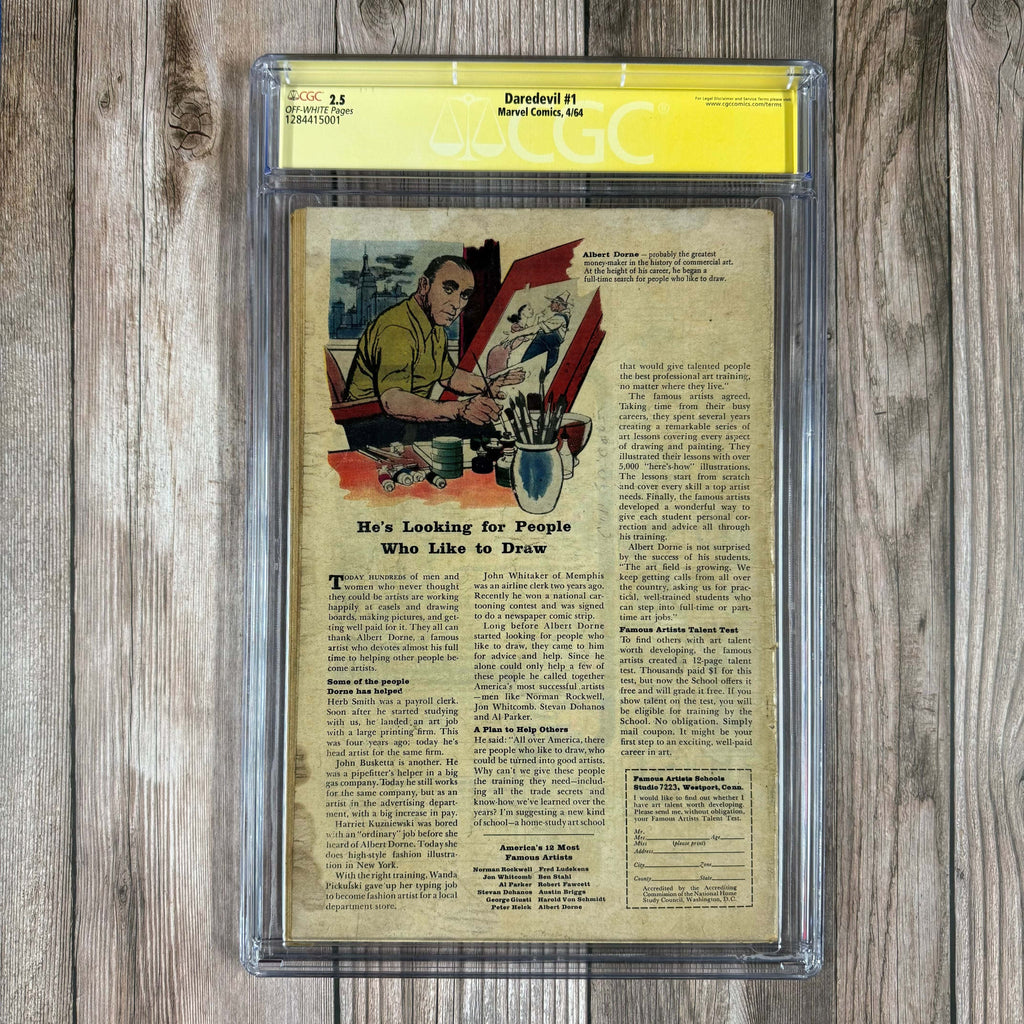 CGC 2.5
OFF-WHITE Pages
1284415001
Daredevil #1
Marvel Comics, 4/64
For Legal Disclaimer and Service Terms please visit:
www.cgccomics.com/terms
CGC
Albert Dorne — probably the greatest
money-maker in the history of commercial art.
At the height of his career, he began a
full-time search for people who like to draw.
He's Looking for People
Who Like to Draw
TODAY HUNDREDS of men and
women who never thought
they could be artists are working
happily at easels and drawing
boards, making pictures, and get-
ting well paid for it. They all can
thank Albert Dorne, a famous
artist who devotes almost his full
time to helping other people be-
come artists.
Some of the people
Dorne has helped
Herb Smith was a payroll clerk.
Soon after he started studying
with us, he landed an art job
with a large printing firm. This
was four years ago; today he's
head artist for the same firm.
John Busketta is another. He
was a pipefitter's helper in a big
gas company. Today he still works
for the same company, but as an
artist in the advertising depart-
ment, with a big increase in pay.
Harriet Kuzniewski was bored
with an "ordinary" job before she
heard of Albert Dorne. Today she
does high-style fashion illustra-
tion in New York.
With the right training, Wanda
Pickulski gave up her typing job
to become fashion artist for a local
department store.
John Whitaker of Memphis
was an airline clerk two years ago.
Recently he won a national car-
tooning contest and was signed
to do a newspaper comic strip.
Long before Albert Dorne
started looking for people who
like to draw, they came to him
for advice and help. Since he
alone could only help a few of
these people he called together
America's most successful artists
—men like Norman Rockwell,
Jon Whitcomb, Stevan Dohanos
and Al Parker.
A Plan to Help Others
He said: "All over America, there
are people who like to draw, who
could be turned into good artists.
Why can't we give these people
the training they need—includ-
ing all the trade secrets and
know-how we've learned over the
years? I'm suggesting a new kind
of school—a home-study art school
America's 12 Most
Famous Artists
Norman Rockwell Fred Ludekens
Jon Whitcomb Ben Stahl
Al Parker Robert Fawcett
Stevan Dohanos Austin Briggs
George Giusti Harold Von Schmidt
Peter Helck Albert Dorne
that would give talented people
the best professional art training,
no matter where they live."
The famous artists agreed.
Taking time from their busy
careers, they spent several years
creating a remarkable series of
art lessons covering every aspect
of drawing and painting. They
illustrated their lessons with over
5,000 "here's-how" illustrations.
The lessons start from scratch
and cover every skill a top artist
needs. Finally, the famous artists
developed a wonderful way to
give each student personal cor-
rection and advice all through
his training.
Albert Dorne is not surprised
by the success of his students.
"The art field is growing. We
keep getting calls from all over
the country, asking us for prac-
tical, well-trained students who
can step into full-time or part-
time art jobs."
Famous Artists Talent Test
To find others with art talent
worth developing, the famous
artists created a 12-page talent
test. Thousands paid $1 for this
test, but now the School offers it
free and will grade it free. If you
show talent on the test, you will
be eligible for training by the
School. No obligation. Simply
mail coupon. It might be your
first step to an exciting, well-paid
career in art.
Famous Artists Schools
Studio 7223, Westport, Conn.
I would like to find out whether I
have art talent worth developing.
Please send me, without obligation,
your Famous Artists Talent Test.
Mr.
Mrs. Age
Miss (please print)
Address
City Zone
County State
Accredited by the Accrediting
Commission of the National Home
Study Council, Washington, D.C.